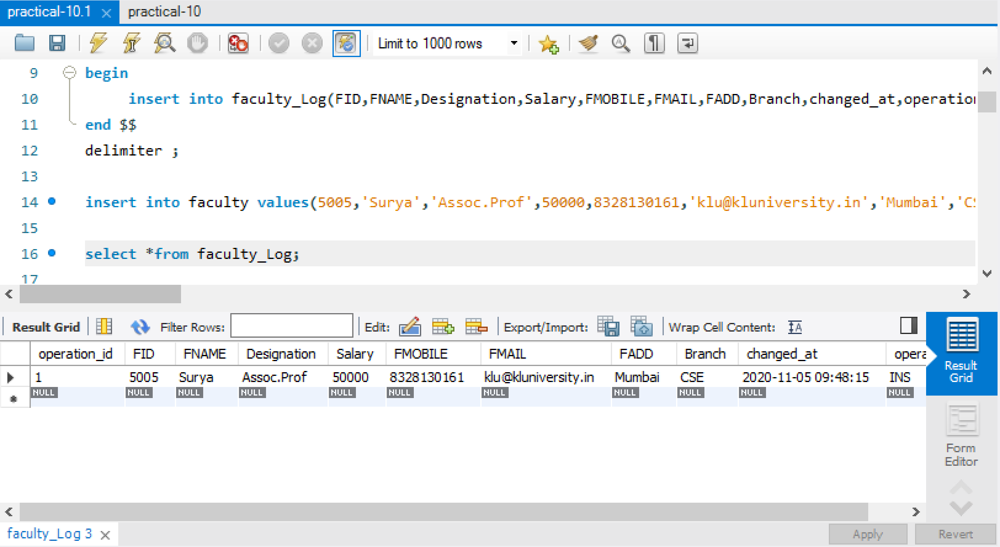 practical-10.1 practical-10
Limit to 1000 rows
9 begin
10 insert into faculty_Log(FID,FNAME,Designation,Salary,FMOBILE,FMAIL,FADD,Branch,changed_at,operation
11 end $$
12 delimiter ;
13
14 insert into faculty values(5005,'Surya','Assoc.Prof',50000,8328130161,'klu@kluniversity.in','Mumbai','CS
15
16 select *from faculty_Log;
17
Result Grid Filter Rows: Edit: Export/Import: Wrap Cell Content:
operation_id FID FNAME Designation Salary FMOBILE FMAIL FADD Branch changed_at opera
1 5005 Surya Assoc.Prof 50000 8328130161 klu@kluniversity.in Mumbai CSE 2020-11-05 09:48:15 INS
NULL NULL NULL NULL NULL NULL NULL NULL NULL NULL NULL
Result
Grid
Form
Editor
faculty_Log 3 Apply Revert